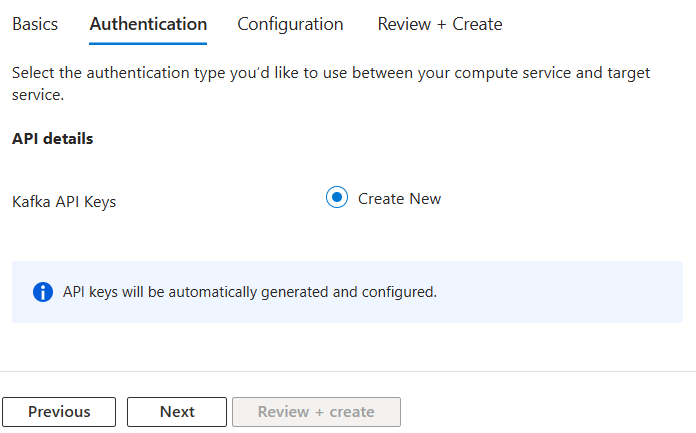 Basics Authentication Configuration Review + Create
Select the authentication type you’d like to use between your compute service and target
service.
API details
Kafka API Keys Create New
API keys will be automatically generated and configured.
Previous Next Review + create